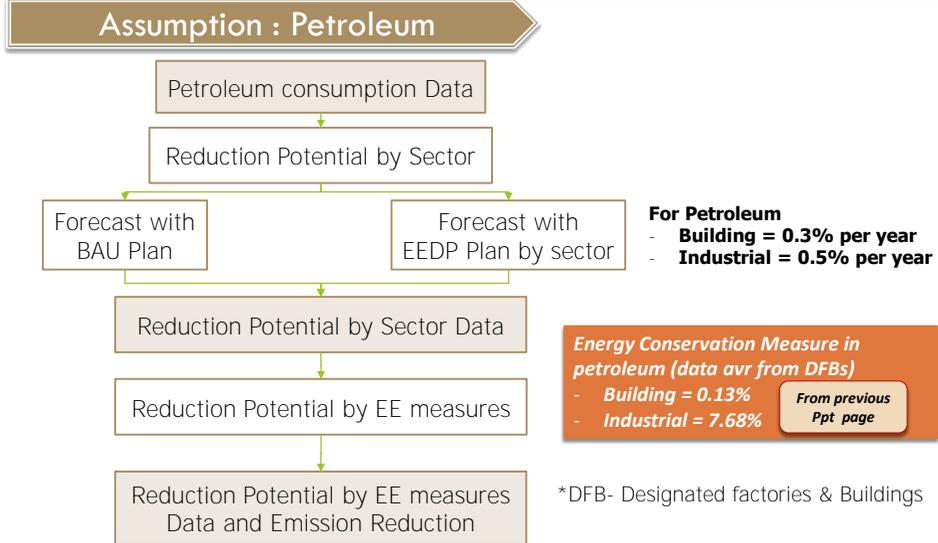 Assumption : Petroleum
Petroleum consumption Data
Reduction Potential by Sector
Forecast with
BAU Plan
Forecast with
EEDP Plan by sector
For Petroleum
- Building = 0.3% per year
- Industrial = 0.5% per year
Reduction Potential by Sector Data
Energy Conservation Measure in
petroleum (data avr from DFBs)
- Building = 0.13%
- Industrial = 7.68%
From previous
Ppt page
Reduction Potential by EE measures
Reduction Potential by EE measures
Data and Emission Reduction
*DFB- Designated factories & Buildings